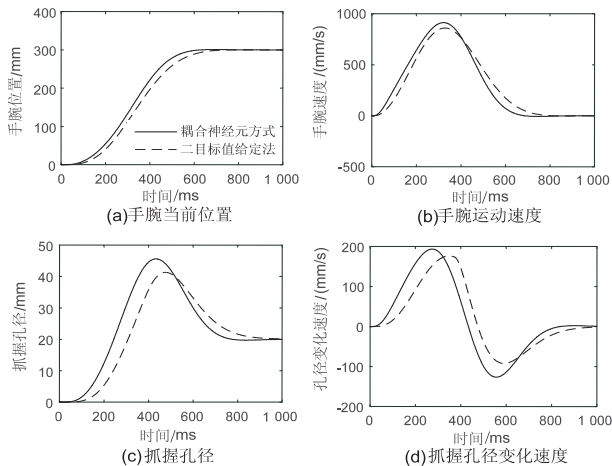 400
300
200
100
0
手腕位置/mm
耦合神经元方式
二目标值给定法
0 200 400 600 800 1 000
时间/ms
(a)手腕当前位置
1000
500
0
-500
手腕速度/(mm/s)
0 200 400 600 800 1 000
时间/ms
(b)手腕运动速度
50
40
30
20
10
0
抓握孔径/mm
0 200 400 600 800 1 000
时间/ms
(c)抓握孔径
200
100
0
-100
-200
孔径变化速度/(mm/s)
0 200 400 600 800 1 000
时间/ms
(d)抓握孔径变化速度